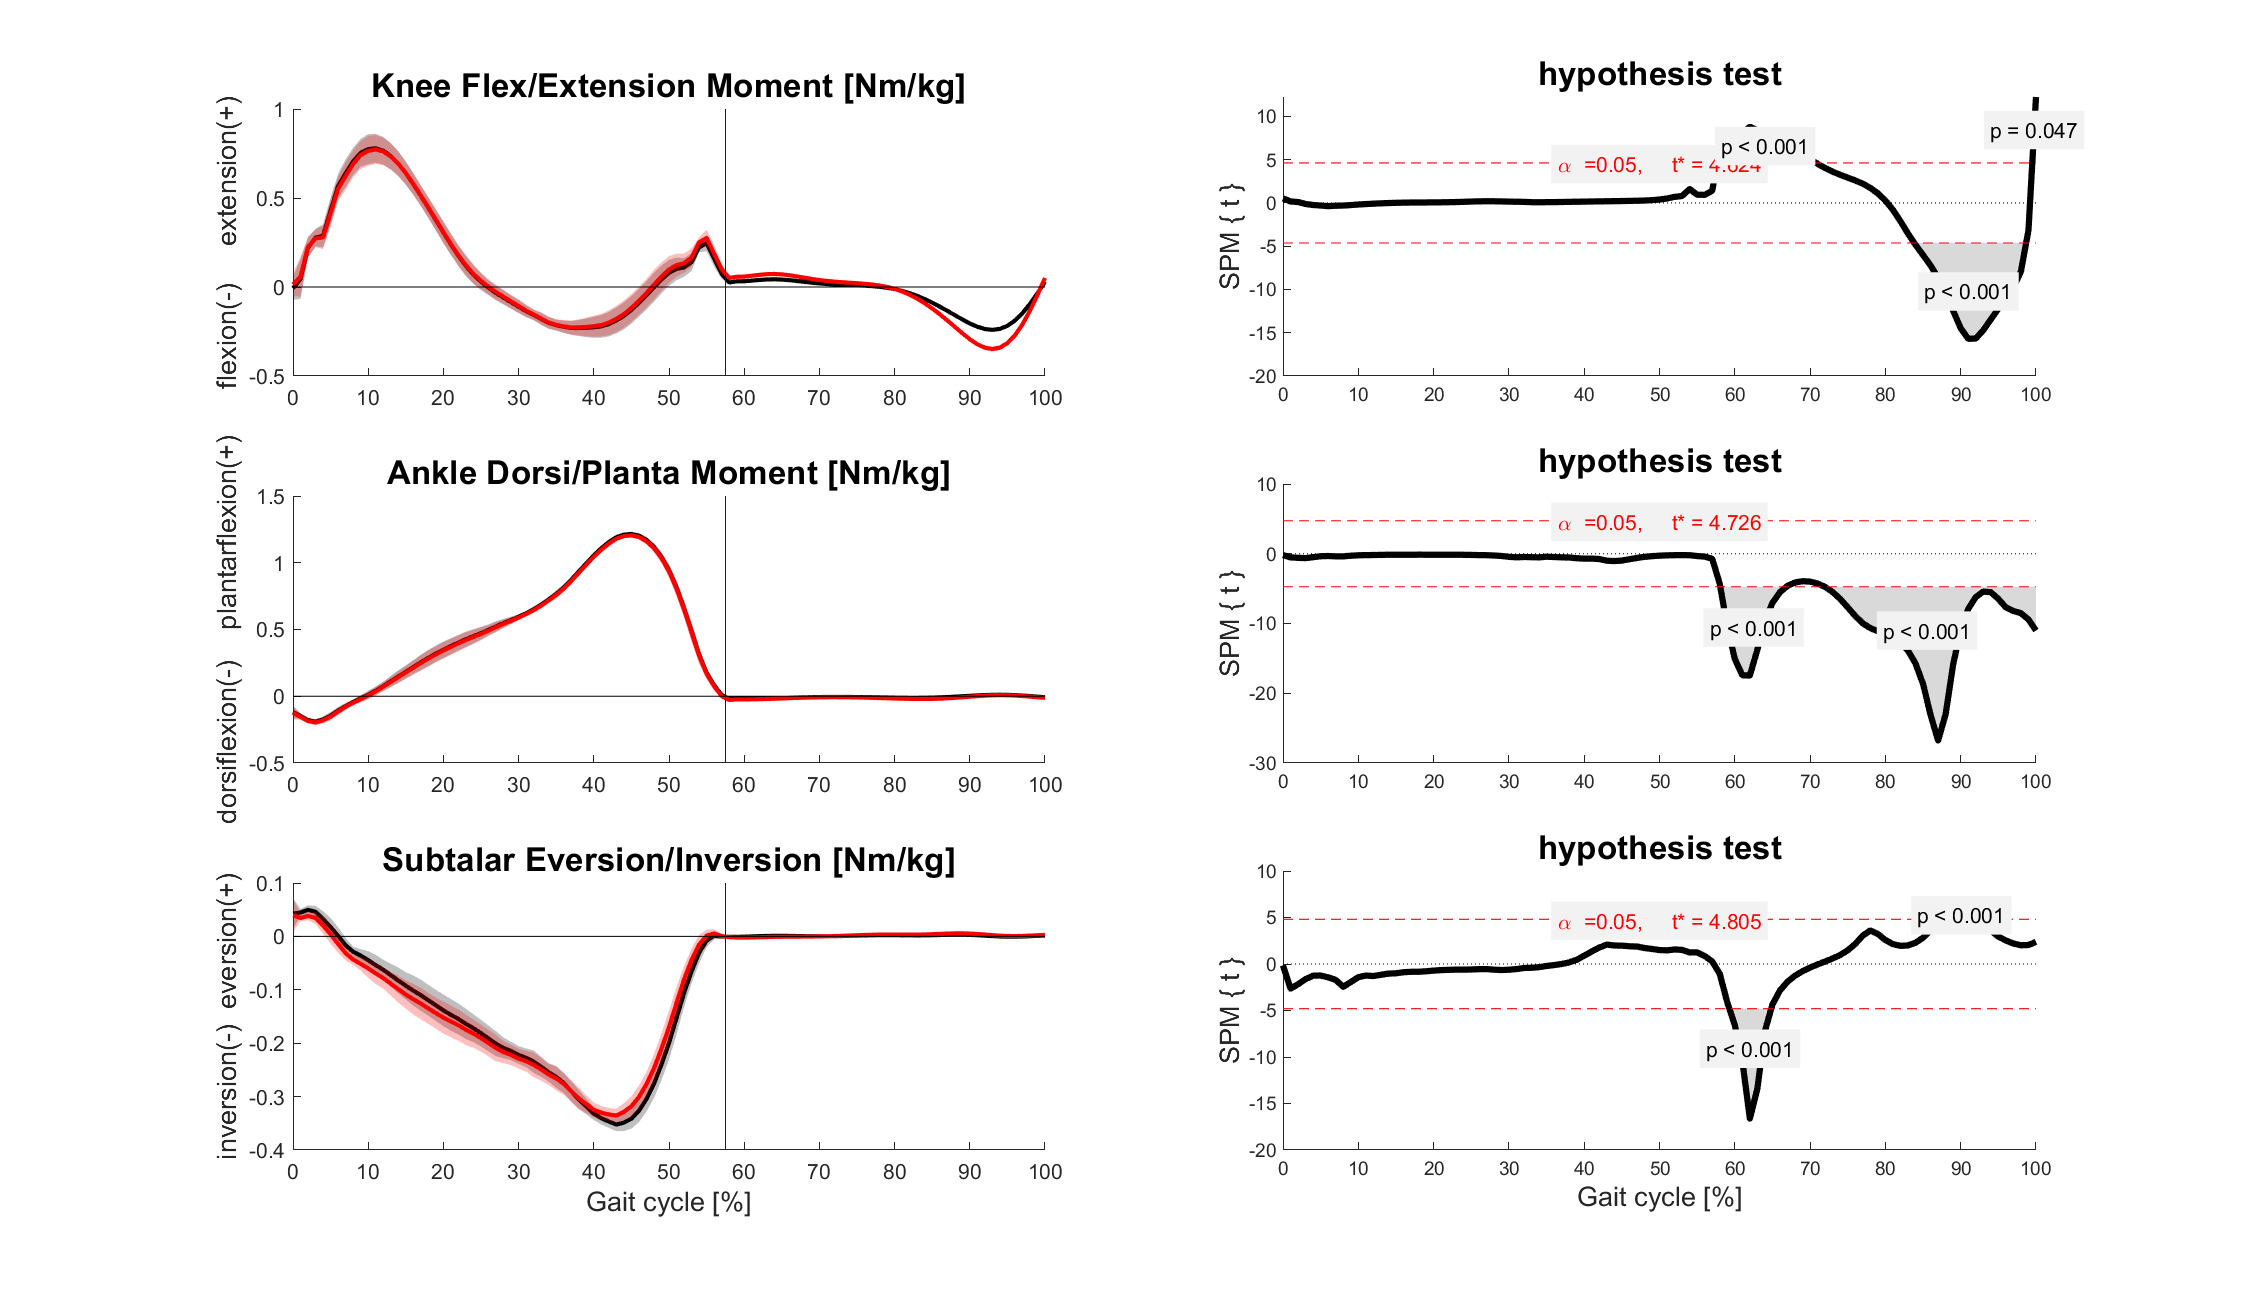 Knee Flex/Extension Moment [Nm/kg]
flexion(-) extension(+)
1
0.5
0
-0.5
0 10 20 30 40 50 60 70 80 90 100
hypothesis test
SPM { t }
10
5
0
-5
-10
-15
-20
α =0.05, t* = 4.624
p < 0.001
p = 0.047
p < 0.001
0 10 20 30 40 50 60 70 80 90 100
Ankle Dorsi/Planta Moment [Nm/kg]
dorsiflexion(-) plantarflexion(+)
1.5
1
0.5
0
-0.5
0 10 20 30 40 50 60 70 80 90 100
hypothesis test
SPM { t }
10
0
-10
-20
-30
α =0.05, t* = 4.726
p < 0.001
p < 0.001
0 10 20 30 40 50 60 70 80 90 100
Subtalar Eversion/Inversion [Nm/kg]
inversion(-) eversion(+)
0.1
0
-0.1
-0.2
-0.3
-0.4
0 10 20 30 40 50 60 70 80 90 100
Gait cycle [%]
hypothesis test
SPM { t }
10
5
0
-5
-10
-15
-20
α =0.05, t* = 4.805
p < 0.001
p < 0.001
0 10 20 30 40 50 60 70 80 90 100
Gait cycle [%]